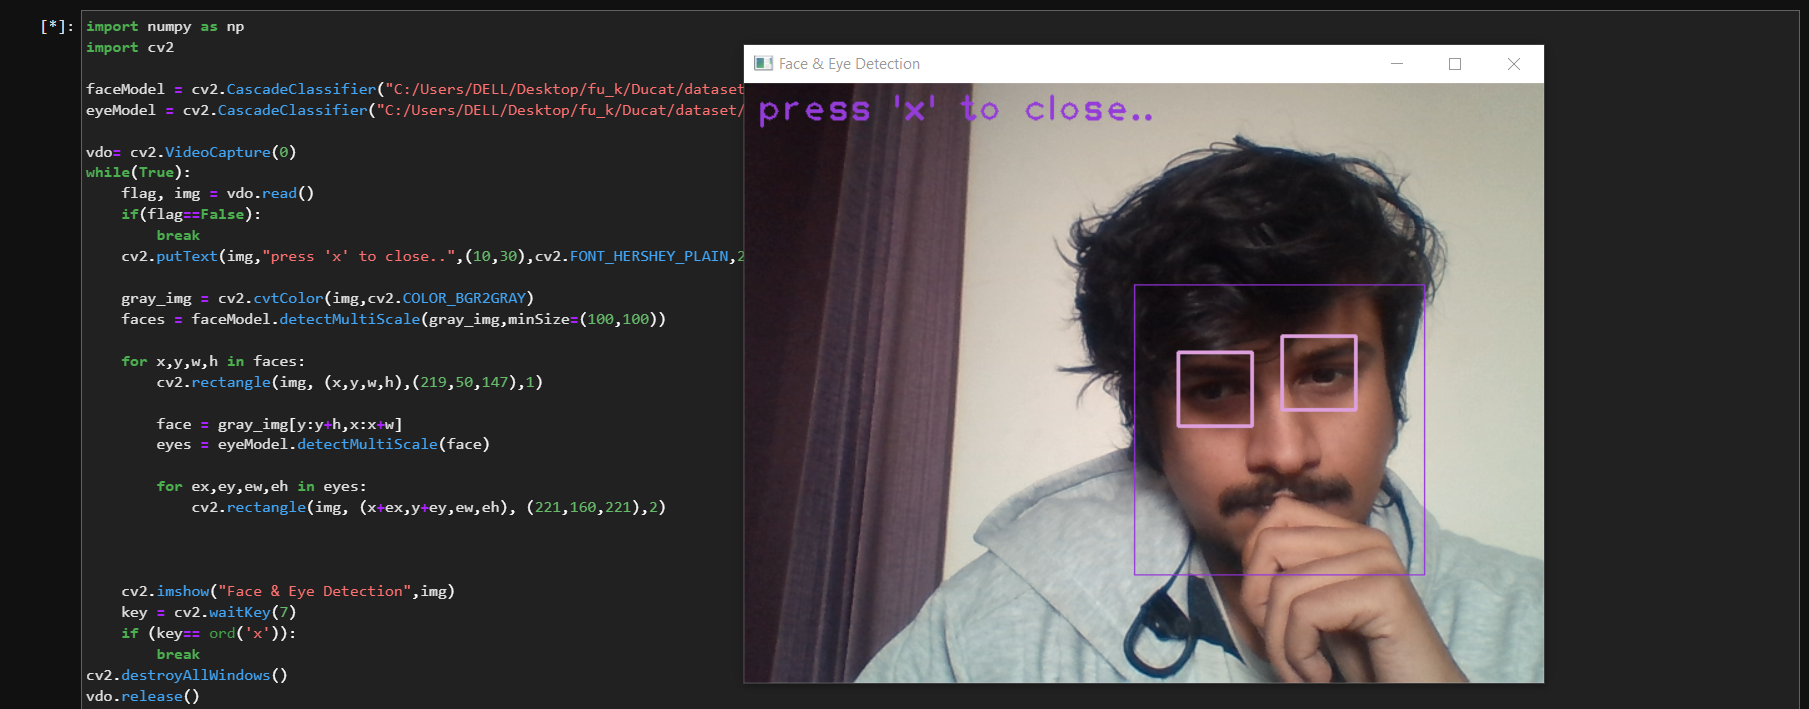 [*]: import numpy as np
import cv2
faceModel = cv2.CascadeClassifier("C:/Users/DELL/Desktop/fu_k/Ducat/dataset
eyeModel = cv2.CascadeClassifier("C:/Users/DELL/Desktop/fu_k/Ducat/dataset/
vdo= cv2.VideoCapture(0)
while(True):
flag, img = vdo.read()
if(flag==False):
break
cv2.putText(img,"press 'x' to close..",(10,30),cv2.FONT_HERSHEY_PLAIN,2
gray_img = cv2.cvtColor(img,cv2.COLOR_BGR2GRAY)
faces = faceModel.detectMultiScale(gray_img,minSize=(100,100))
for x,y,w,h in faces:
cv2.rectangle(img, (x,y,w,h),(219,50,147),1)
face = gray_img[y:y+h,x:x+w]
eyes = eyeModel.detectMultiScale(face)
for ex,ey,ew,eh in eyes:
cv2.rectangle(img, (x+ex,y+ey,ew,eh), (221,160,221),2)
cv2.imshow("Face & Eye Detection",img)
key = cv2.waitKey(7)
if (key== ord('x')):
break
cv2.destroyAllWindows()
vdo.release()
Face & Eye Detection
press 'x' to close..